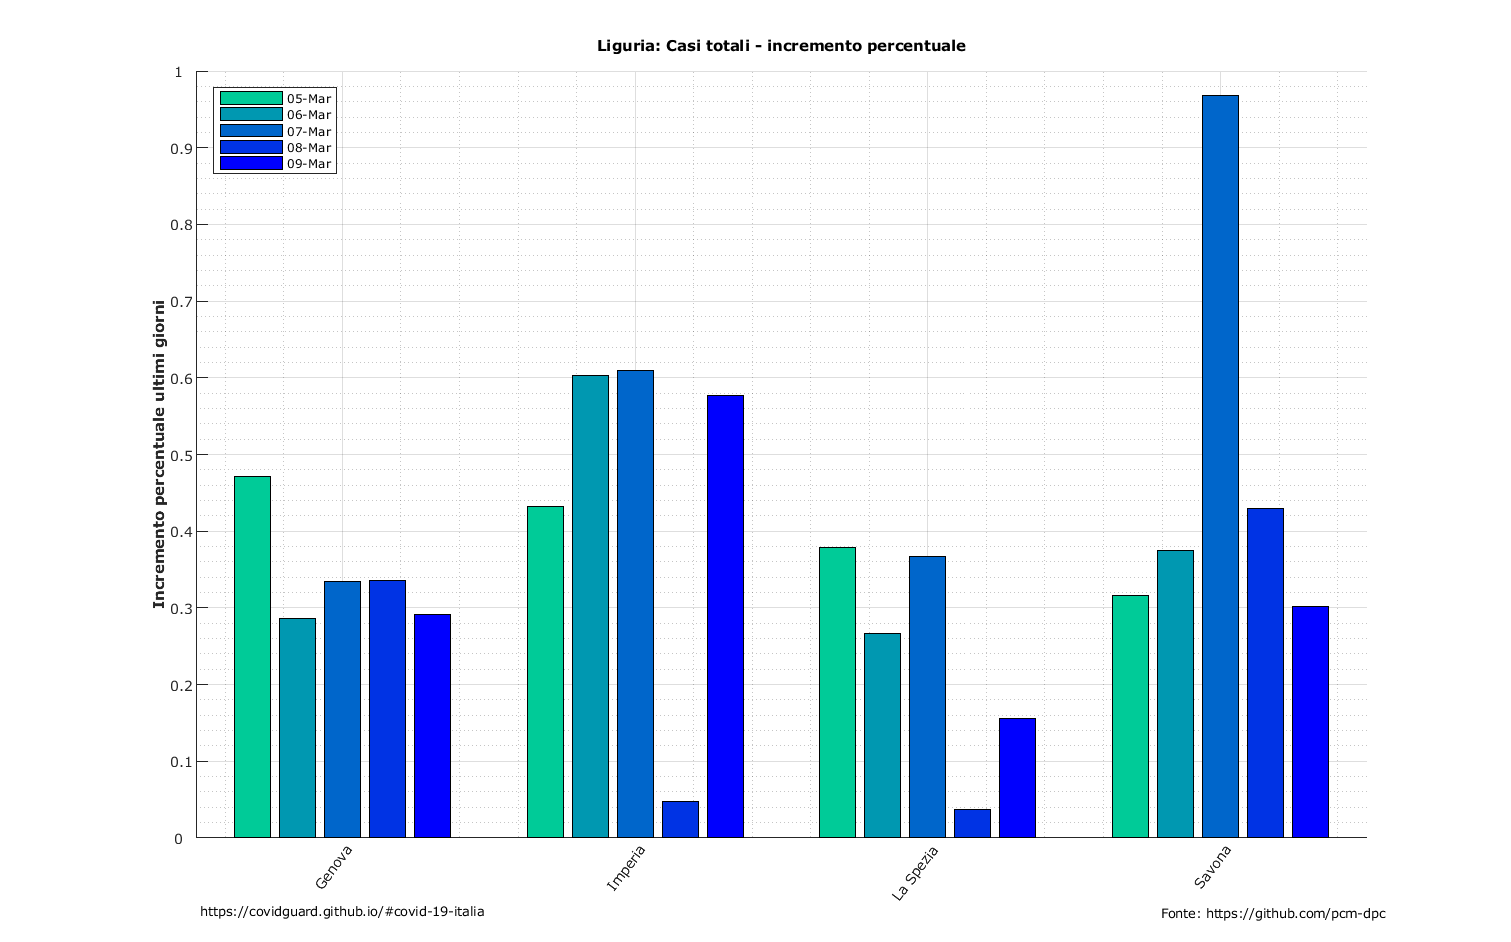 Liguria: Casi totali - incremento percentuale
Incremento percentuale ultimi giorni
1
0.9
0.8
0.7
0.6
0.5
0.4
0.3
0.2
0.1
0
05-Mar
06-Mar
07-Mar
08-Mar
09-Mar
Genova
Imperia
La Spezia
Savona
https://covidguard.github.io/#covid-19-italia
Fonte: https://github.com/pcm-dpc